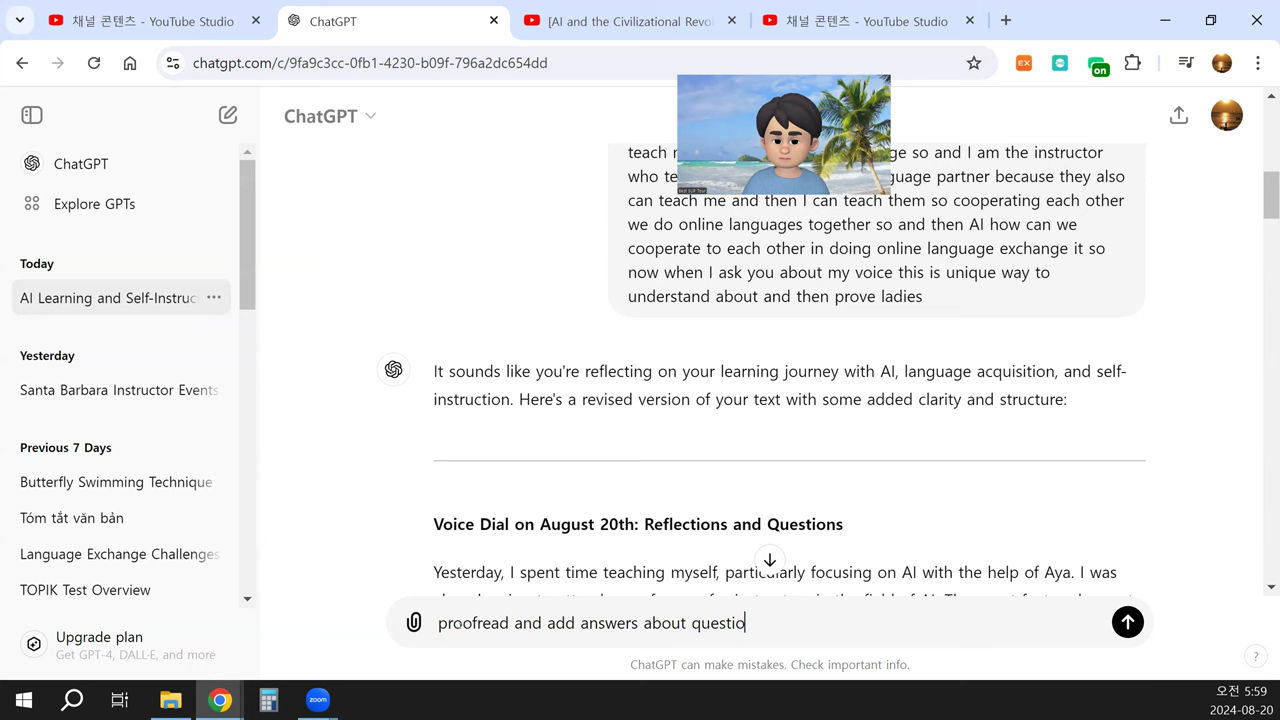 채널 콘텐츠 - YouTube Studio
ChatGPT
[AI and the Civilizational Revo
채널 콘텐츠 - YouTube Studio
chatgpt.com/c/9fa9c3cc-0fb1-4230-b09f-796a2dc654dd
EX
on
ChatGPT
ChatGPT
Explore GPTs
Today
AI Learning and Self-Instruc
Yesterday
Santa Barbara Instructor Events
Previous 7 Days
Butterfly Swimming Technique
Tóm tắt văn bản
Language Exchange Challenges
TOPIK Test Overview
Upgrade plan
Get GPT-4, DALL·E, and more
teach ge so and I am the instructor
who te guage partner because they also
can teach me and then I can teach them so cooperating each other
we do online languages together so and then AI how can we
cooperate to each other in doing online language exchange it so
now when I ask you about my voice this is unique way to
understand about and then prove ladies
It sounds like you're reflecting on your learning journey with AI, language acquisition, and self-
instruction. Here's a revised version of your text with some added clarity and structure:
Voice Dial on August 20th: Reflections and Questions
Yesterday, I spent time teaching myself, particularly focusing on AI with the help of Aya. I was
proofread and add answers about questio
ChatGPT can make mistakes. Check important info.
?
zoom
오전 5:59
2024-08-20